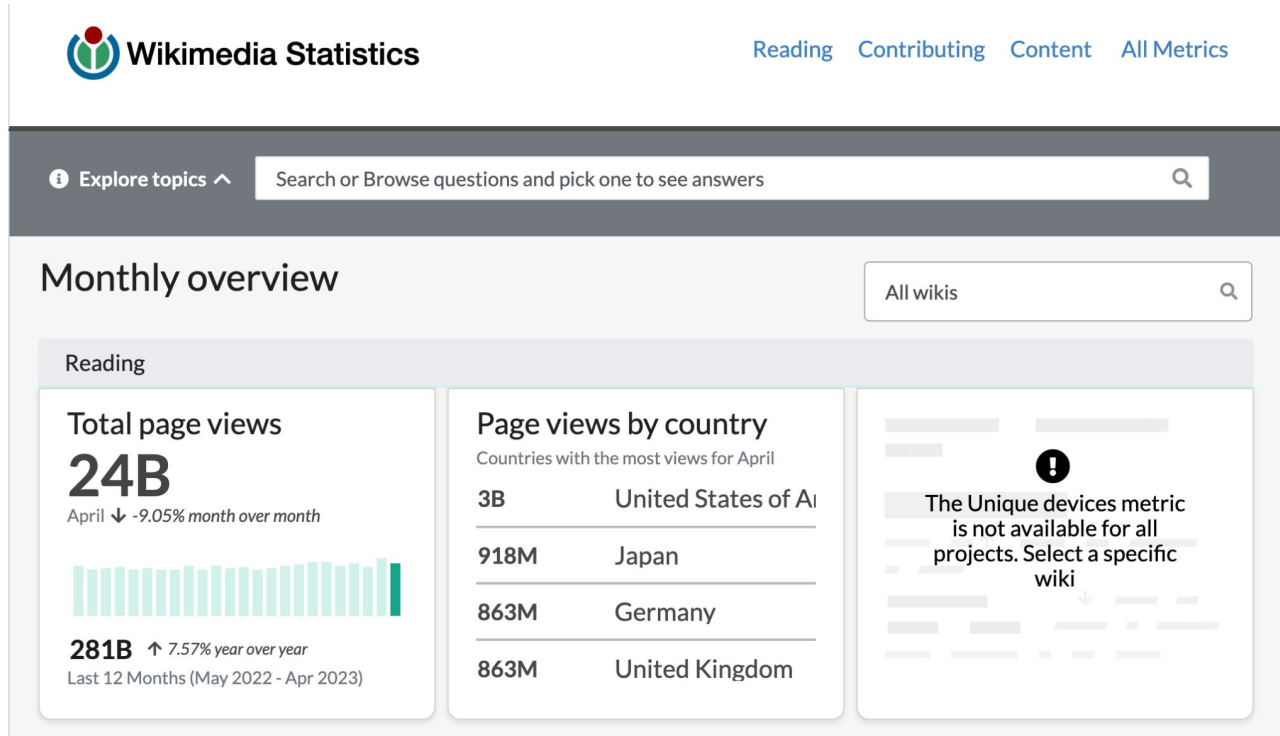 Wikimedia Statistics
Reading Contributing Content All Metrics
Explore topics
Search or Browse questions and pick one to see answers
Monthly overview
All wikis
Reading
Total page views
24B
April -9.05% month over month
281B 7.57% year over year
Last 12 Months (May 2022 - Apr 2023)
Page views by country
Countries with the most views for April
3B United States of
918M Japan
863M Germany
863M United Kingdom
The Unique devices metric
is not available for all
projects. Select a specific
wiki